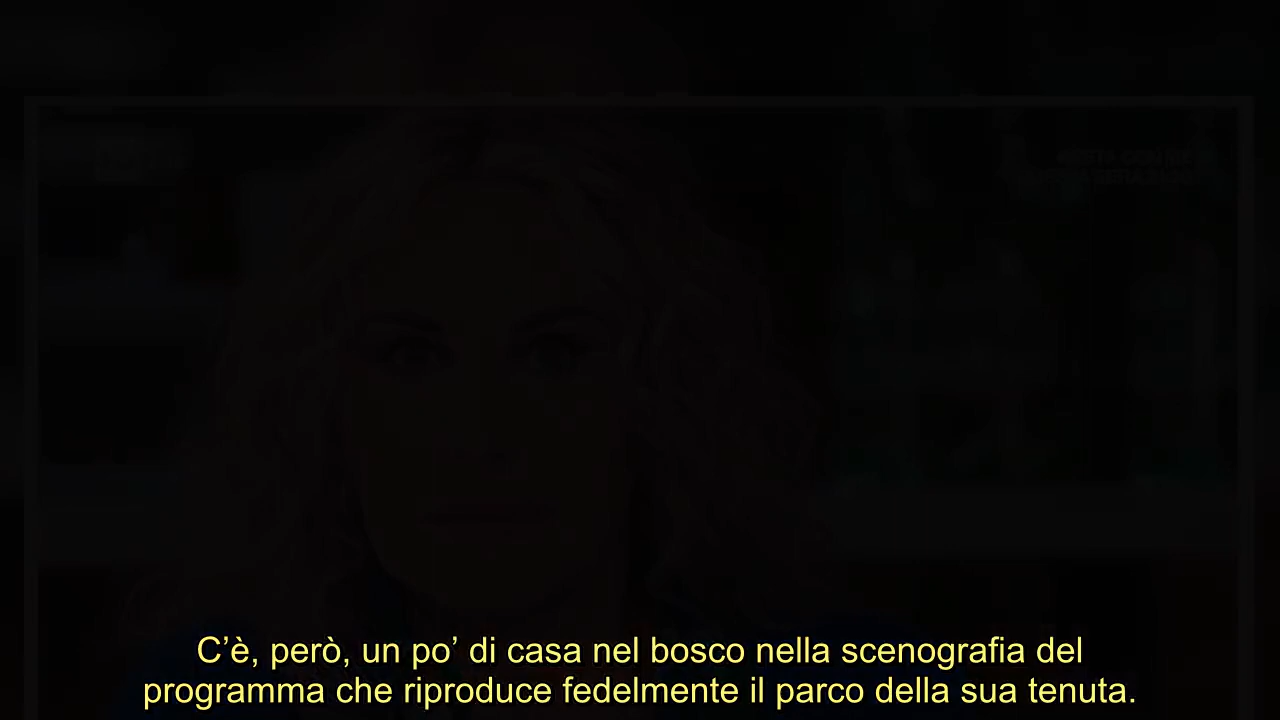 C’è, però, un po’ di casa nel bosco nella scenografia del
programma che riproduce fedelmente il parco della sua tenuta.